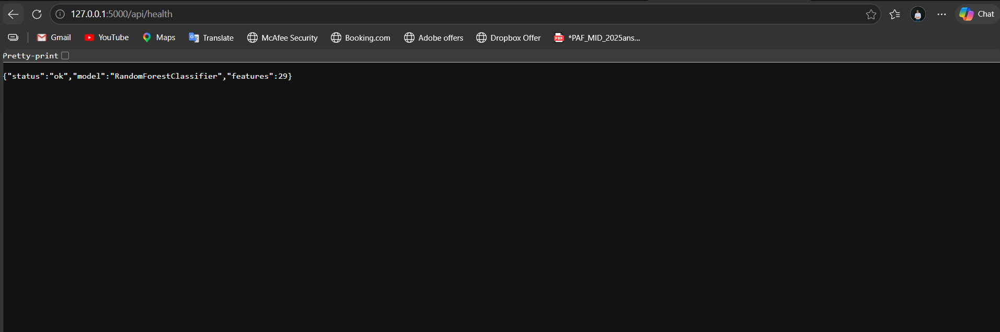 127.0.0.1:5000/api/health
Chat
Gmail YouTube Maps Translate McAfee Security Booking.com Adobe offers Dropbox Offer PDF *PAF_MID_2025ans...
Pretty-print
{"status":"ok","model":"RandomForestClassifier","features":29}